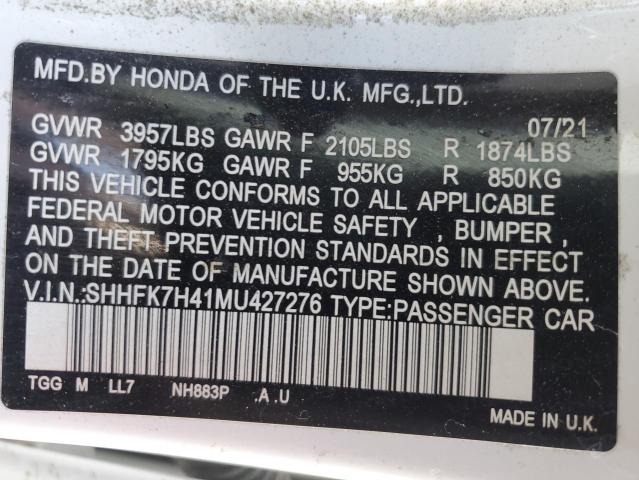 MFD.BY HONDA OF THE U.K. MFG.,LTD.
07/21
GVWR 3957LBS GAWR F 2105LBS R 1874LBS
GVWR 1795KG GAWR F 955KG R 850KG
THIS VEHICLE CONFORMS TO ALL APPLICABLE
FEDERAL MOTOR VEHICLE SAFETY , BUMPER ,
AND THEFT PREVENTION STANDARDS IN EFFECT
ON THE DATE OF MANUFACTURE SHOWN ABOVE.
V.I.N.:SHHFK7H41MU427276 TYPE:PASSENGER CAR
TGG M LL7 NH883P .A .U
MADE IN U.K.